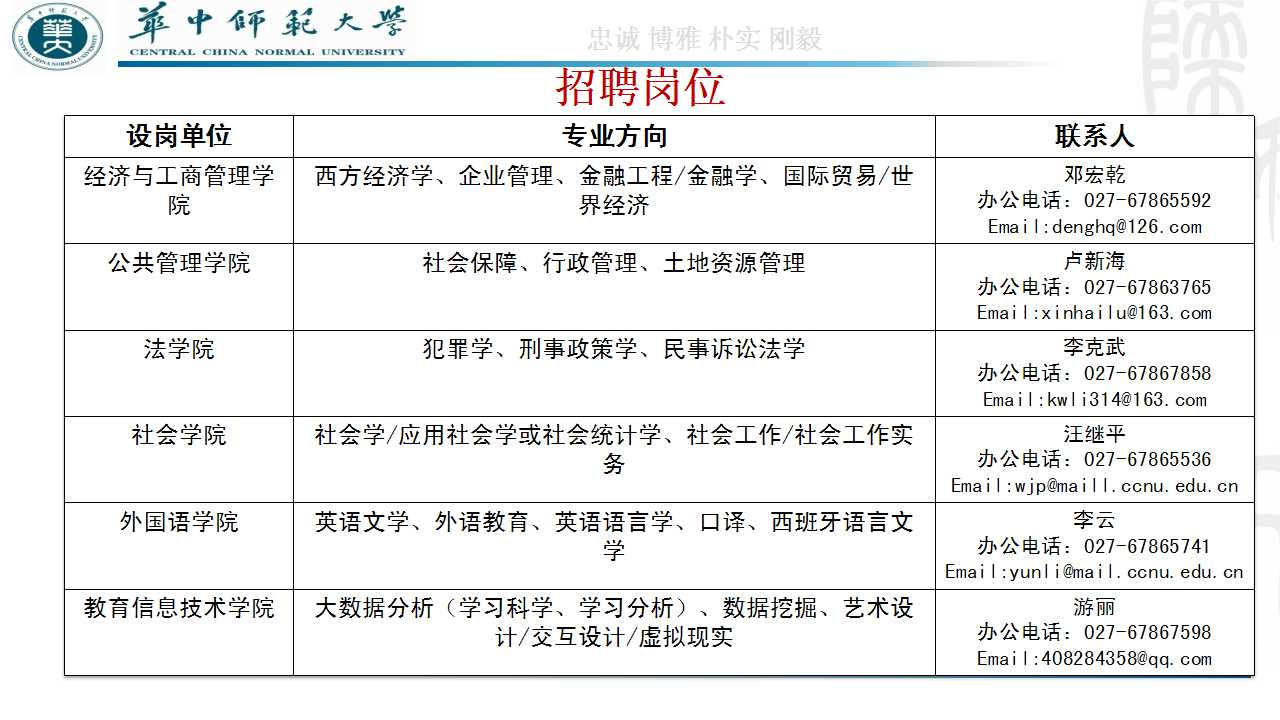 華中師範大學
CENTRAL CHINA NORMAL UNIVERSITY
忠诚 博雅 朴实 刚毅
招聘岗位
设岗单位 专业方向 联系人
经济与工商管理学
院
西方经济学、企业管理、金融工程/金融学、国际贸易/世
界经济
邓宏乾
办公电话：027-67865592
Email:denghq@126.com
公共管理学院
社会保障、行政管理、土地资源管理
卢新海
办公电话：027-67863765
Email:xinhailu@163.com
法学院
犯罪学、刑事政策学、民事诉讼法学
李克武
办公电话：027-67867858
Email:kwli314@163.com
社会学院
社会学/应用社会学或社会统计学、社会工作/社会工作实
务
汪继平
办公电话：027-67865536
Email:wjp@maill.ccnu.edu.cn
外国语学院
英语文学、外语教育、英语语言学、口译、西班牙语言文
学
李云
办公电话：027-67865741
Email:yunli@mail.ccnu.edu.cn
教育信息技术学院
大数据分析（学习科学、学习分析）、数据挖掘、艺术设
计/交互设计/虚拟现实
游丽
办公电话：027-67867598
Email:408284358@qq.com